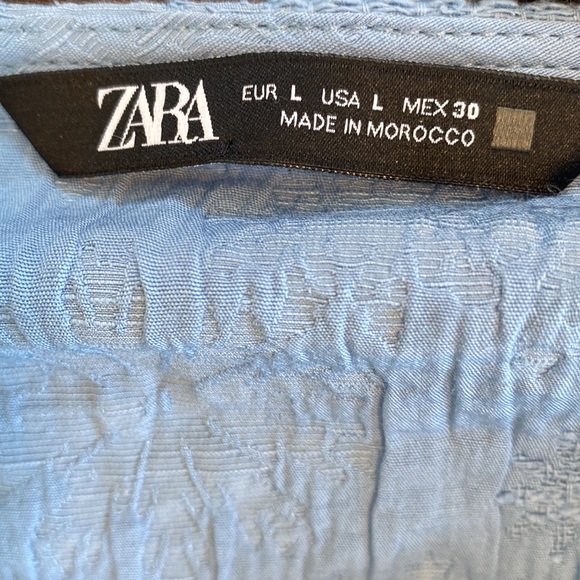 ZARA
EUR L USA L MEX 30
MADE IN MOROCCO